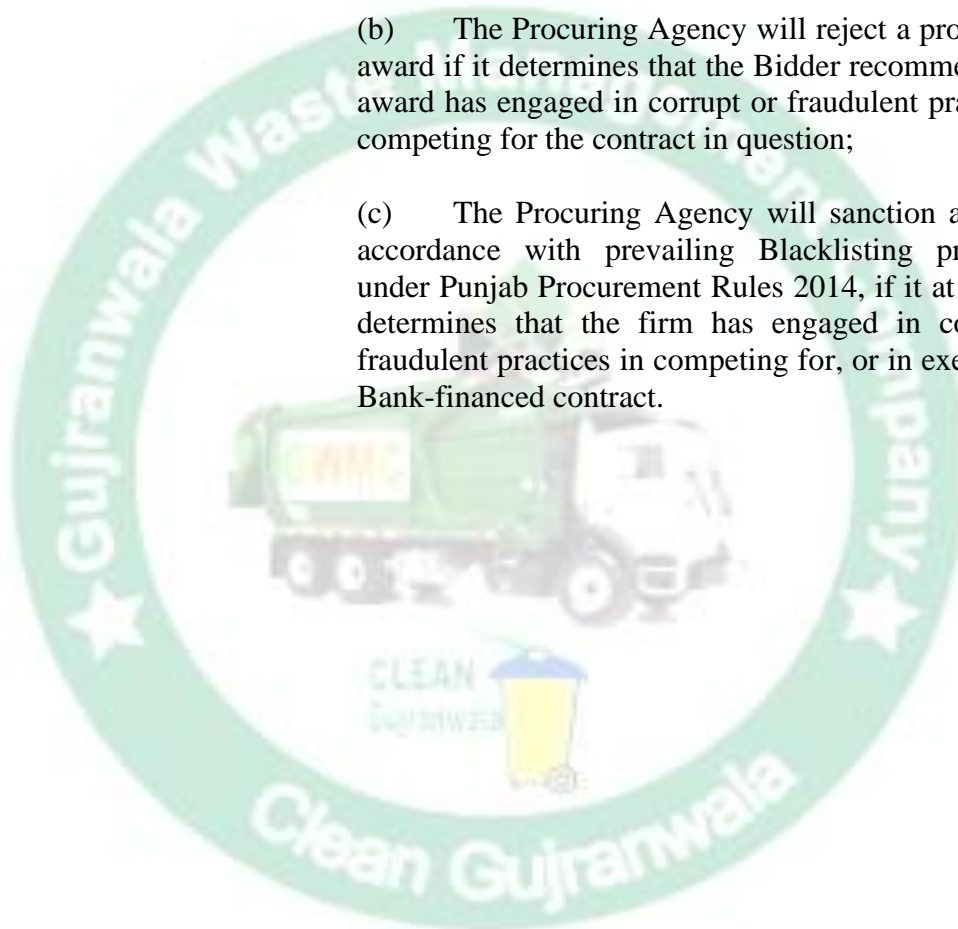 (b) The Procuring Agency will reject a pro
award if it determines that the Bidder recomme
award has engaged in corrupt or fraudulent pra
competing for the contract in question;
(c) The Procuring Agency will sanction a
accordance with prevailing Blacklisting pr
under Punjab Procurement Rules 2014, if it at
determines that the firm has engaged in co
fraudulent practices in competing for, or in exe
Bank-financed contract.
Gujranwala Waste Management Company
GWMC
CLEAN
Gujranwala
Clean Gujranwala